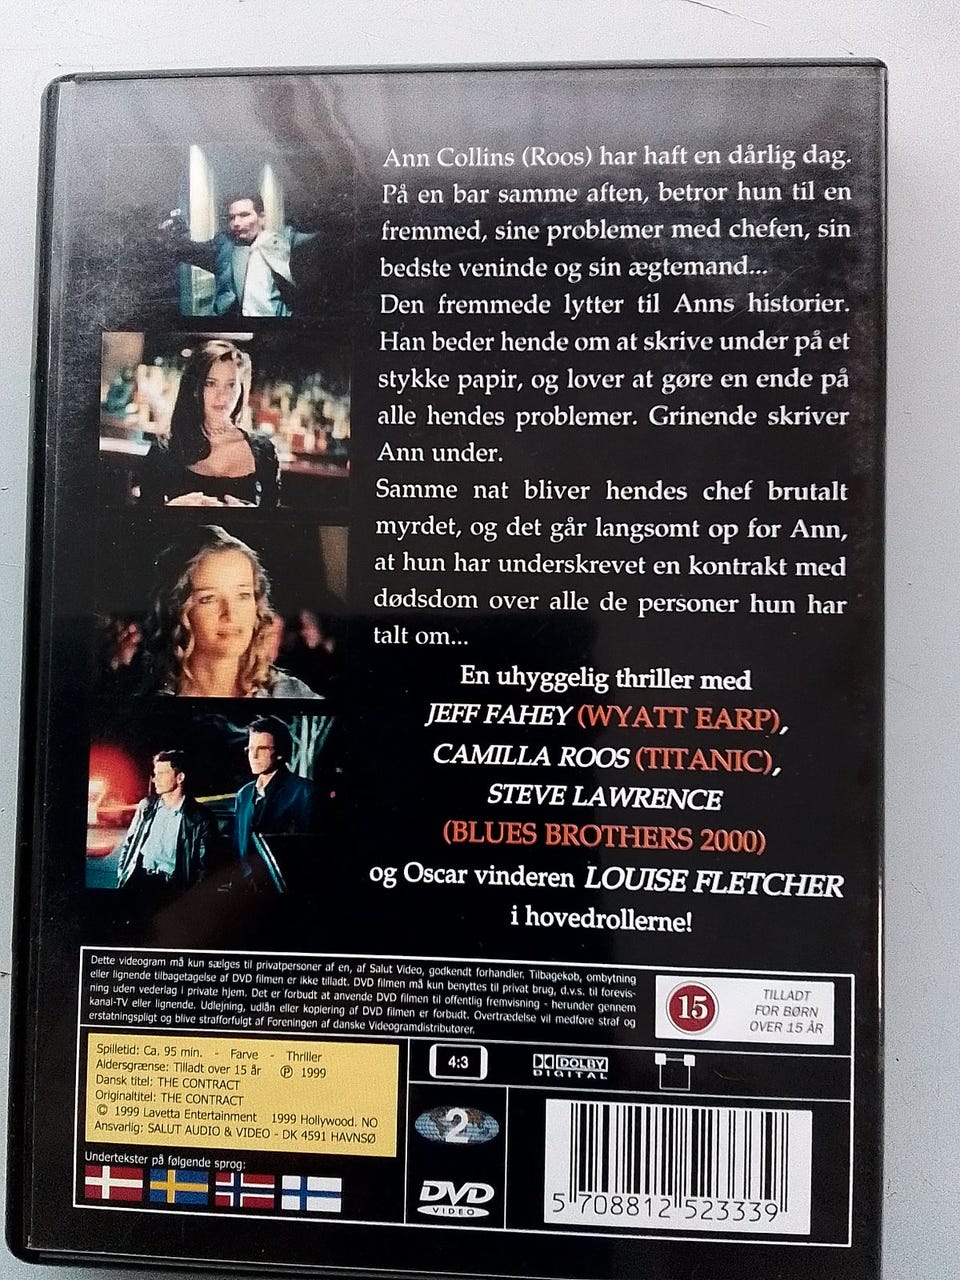 Ann Collins (Roos) har haft en dårlig dag.
På en bar samme aften, betror hun til en
fremmed, sine problemer med chefen, sin
bedste veninde og sin ægtemand...
Den fremmede lytter til Anns historier.
Han beder hende om at skrive under på et
stykke papir, og lover at gøre en ende på
alle hendes problemer. Grinende skriver
Ann under.
Samme nat bliver hendes chef brutalt
myrdet, og det går langsomt op for Ann,
at hun har underskrevet en kontrakt med
dødsdom over alle de personer hun har
talt om...
En uhyggelig thriller med
JEFF FAHEY (WYATT EARP),
CAMILLA ROOS (TITANIC),
STEVE LAWRENCE
(BLUES BROTHERS 2000)
og Oscar vinderen LOUISE FLETCHER
i hovedrollerne!
Dette videogram må kun sælges til privatpersoner af en, af Salut Video, godkendt forhandler. Tilbagekøb, ombytning
eller lignende tilbagetagelse af DVD filmen er ikke tilladt. DVD filmen må kun benyttes til privat brug, d.v.s. til forevis-
ning uden vederlag i private hjem. Det er forbudt at anvende DVD filmen til offentlig fremvisning - herunder gennem
kanal-TV eller lignende. Udlejning, udlån eller kopiering af DVD filmen er forbudt. Overtrædelse vil medføre straf og
erstatningspligt og blive strafforfulgt af Foreningen af danske Videogramdistributører.
15
TILLADT
FOR BØRN
OVER 15 ÅR
Spilletid: Ca. 95 min. - Farve - Thriller
Aldersgrænse: Tilladt over 15 år ℗ 1999
Dansk titel: THE CONTRACT
Originaltitel: THE CONTRACT
© 1999 Lavetta Entertainment 1999 Hollywood. NO
Ansvarlig: SALUT AUDIO & VIDEO - DK 4591 HAVNSØ
Undertekster på følgende sprog:
4:3
DOLBY
DIGITAL
2
DVD
VIDEO
5 708812 523339